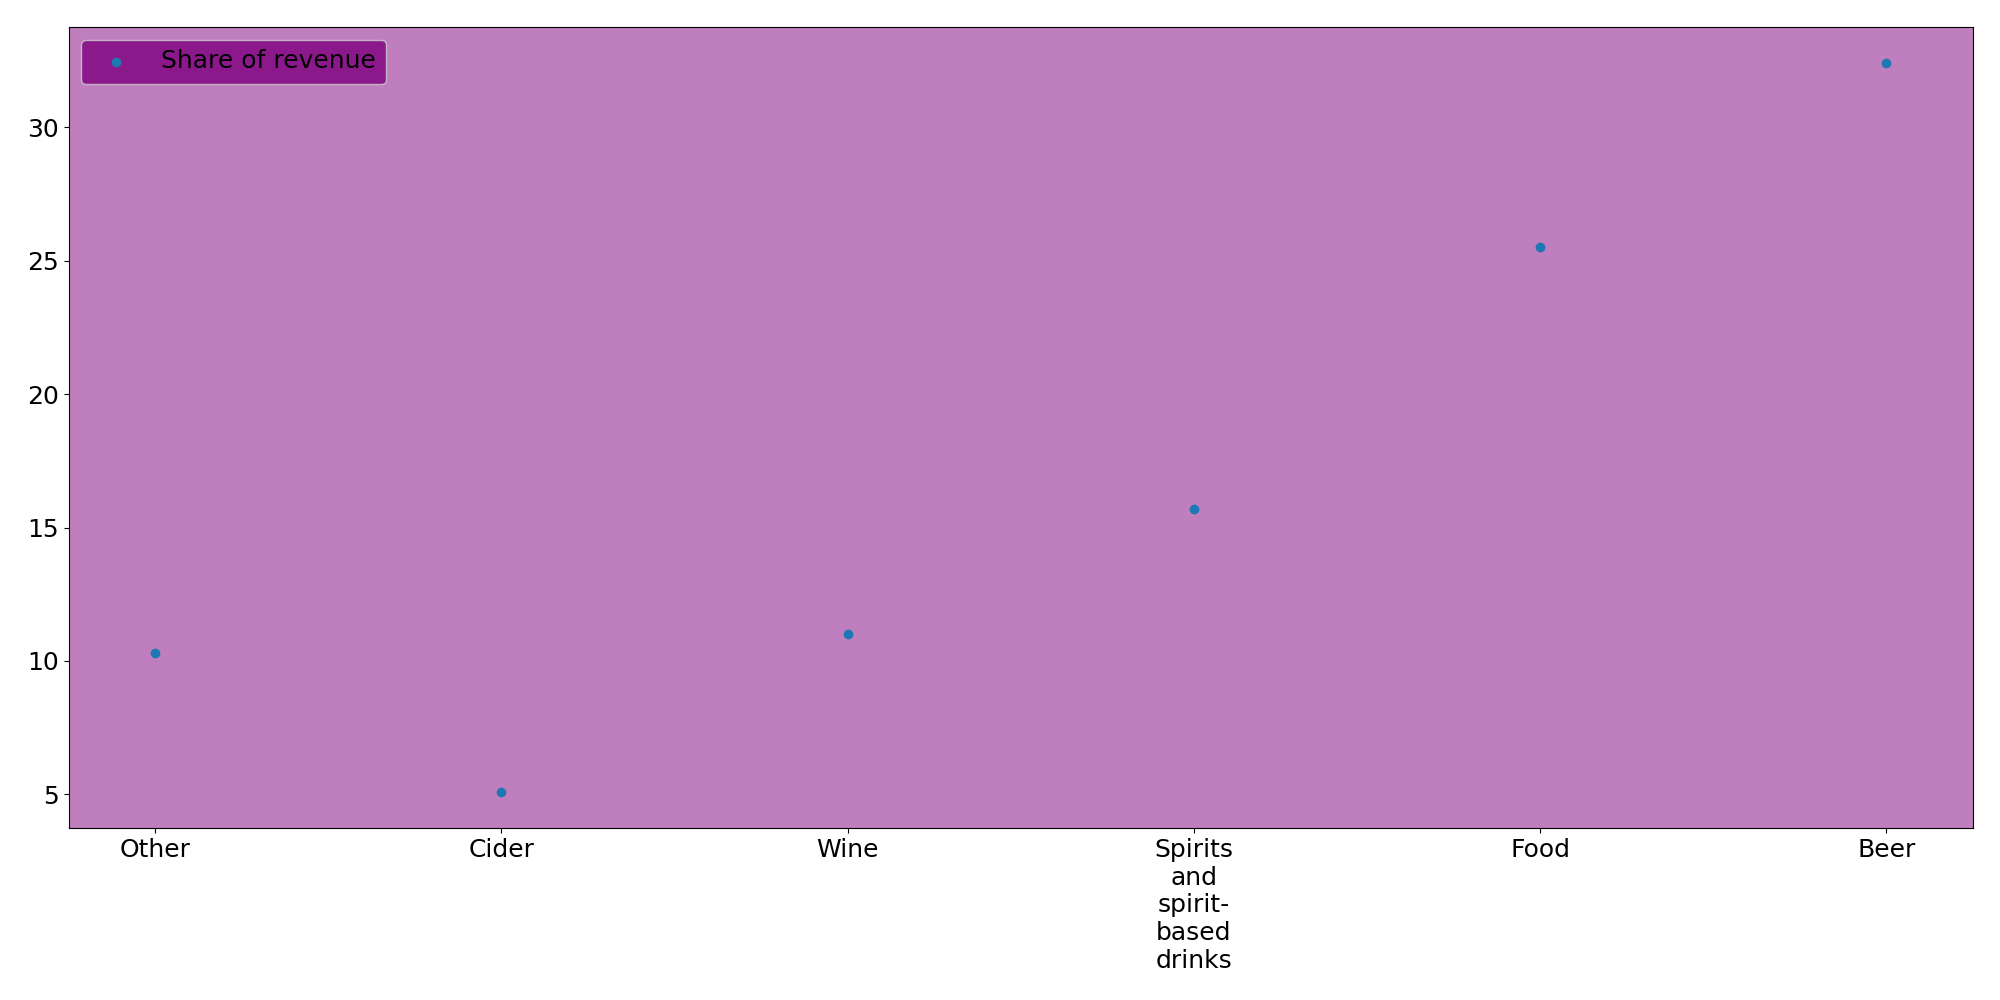 Share of revenue
30
25
20
15
10
5
Other
Cider
Wine
Spirits
and
spirit-
based
drinks
Food
Beer